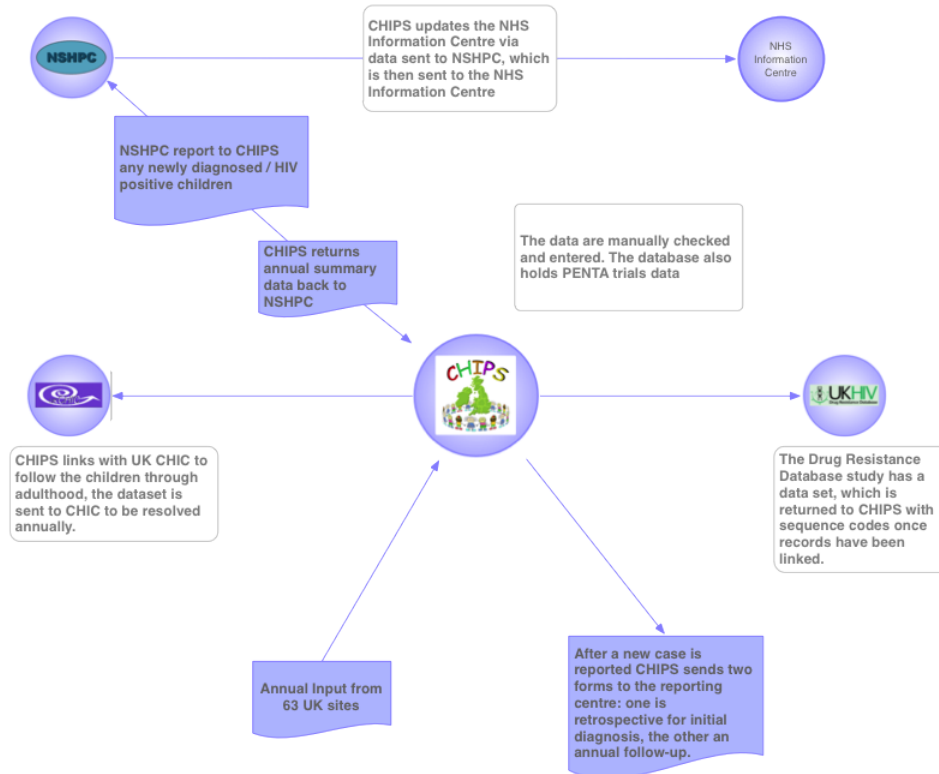 NSHPC
CHIPS updates the NHS
Information Centre via
data sent to NSHPC, which
is then sent to the NHS
Information Centre
NHS
Information
Centre
NSHPC report to CHIPS
any newly diagnosed / HIV
positive children
CHIPS returns
annual summary
data back to
NSHPC
The data are manually checked
and entered. The database also
holds PENTA trials data
CHIPS
UKHIV
Drug Resistance Database
CHIPS links with UK CHIC to
follow the children through
adulthood, the dataset is
sent to CHIC to be resolved
annually.
The Drug Resistance
Database study has a
data set, which is
returned to CHIPS with
sequence codes once
records have been
linked.
Annual Input from
63 UK sites
After a new case is
reported CHIPS sends two
forms to the reporting
centre: one is
retrospective for initial
diagnosis, the other an
annual follow-up.